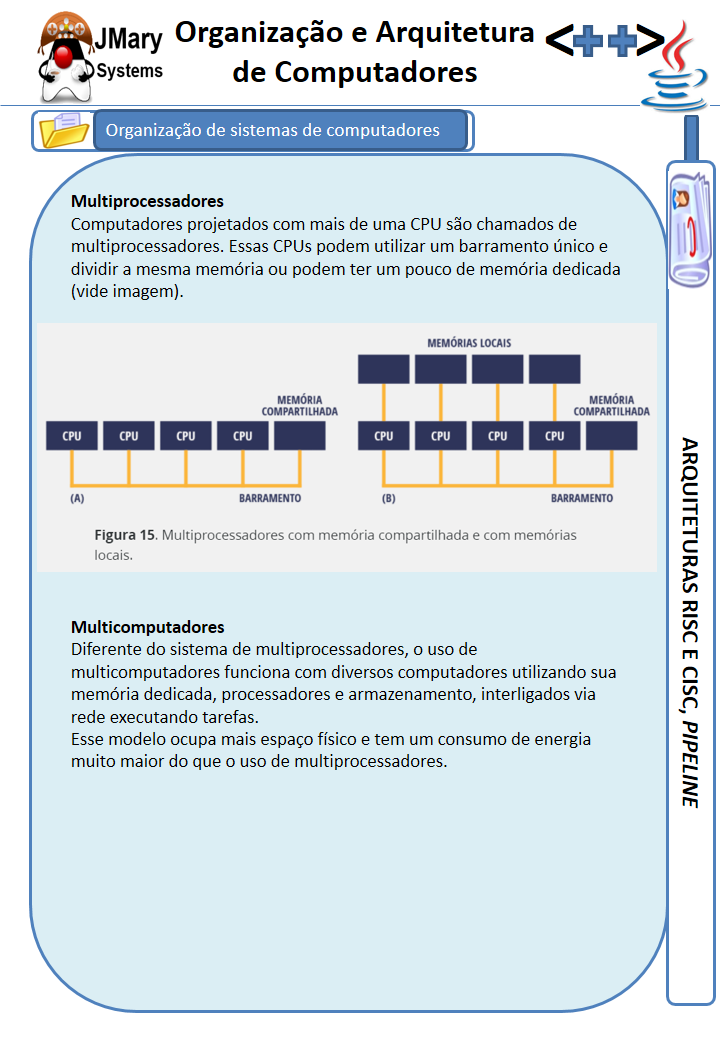 JMary
Systems
Organização e Arquitetura
de Computadores
<++>
Organização de sistemas de computadores
Multiprocessadores
Computadores projetados com mais de uma CPU são chamados de
multiprocessadores. Essas CPUs podem utilizar um barramento único e
dividir a mesma memória ou podem ter um pouco de memória dedicada
(vide imagem).
MEMÓRIA
COMPARTILHADA
CPU CPU CPU CPU
(A) BARRAMENTO
MEMÓRIAS LOCAIS
MEMÓRIA
COMPARTILHADA
CPU CPU CPU CPU
(B) BARRAMENTO
Figura 15. Multiprocessadores com memória compartilhada e com memórias
locais.
Multicomputadores
Diferente do sistema de multiprocessadores, o uso de
multicomputadores funciona com diversos computadores utilizando sua
memória dedicada, processadores e armazenamento, interligados via
rede executando tarefas.
Esse modelo ocupa mais espaço físico e tem um consumo de energia
muito maior do que o uso de multiprocessadores.
ARQUITETURAS RISC E CISC, PIPELINE